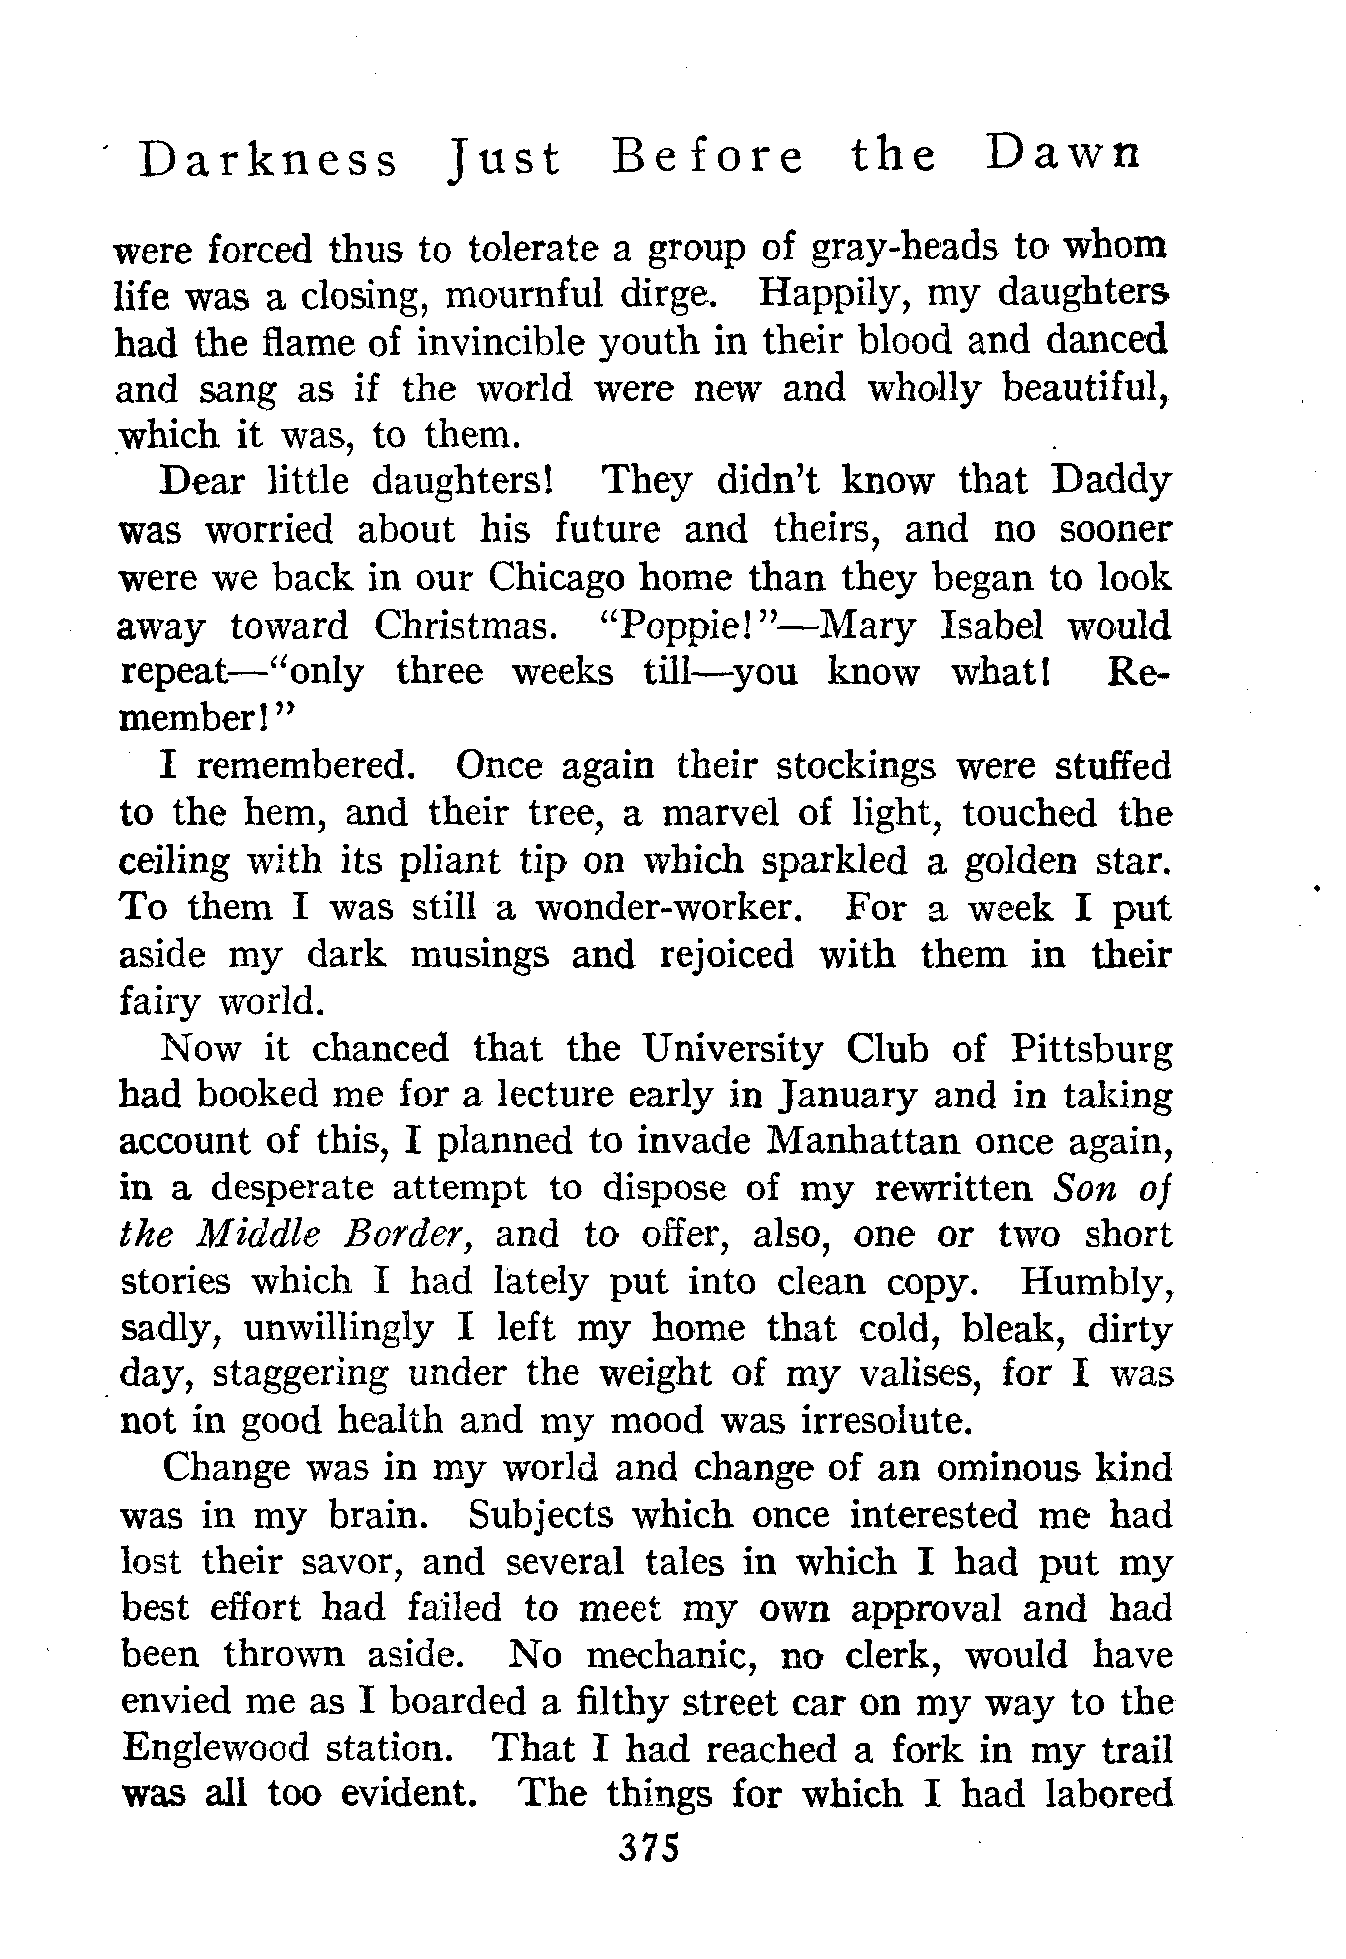 Darkness Just Before the Dawn
were forced thus to tolerate a group of gray-heads to whom
life was a closing, mournful dirge. Happily, my daughters
had the flame of invincible youth in their blood and danced
and sang as if the world were new and wholly beautiful,
which it was, to them.
Dear little daughters! They didn't know that Daddy
was worried about his future and theirs, and no sooner
were we back in our Chicago home than they began to look
away toward Christmas. "Poppie!"—Mary Isabel would
repeat—"only three weeks till—you know what! Re-
member!"
I remembered. Once again their stockings were stuffed
to the hem, and their tree, a marvel of light, touched the
ceiling with its pliant tip on which sparkled a golden star.
To them I was still a wonder-worker. For a week I put
aside my dark musings and rejoiced with them in their
fairy world.
Now it chanced that the University Club of Pittsburg
had booked me for a lecture early in January and in taking
account of this, I planned to invade Manhattan once again,
in a desperate attempt to dispose of my rewritten Son of
the Middle Border, and to offer, also, one or two short
stories which I had lately put into clean copy. Humbly,
sadly, unwillingly I left my home that cold, bleak, dirty
day, staggering under the weight of my valises, for I was
not in good health and my mood was irresolute.
Change was in my world and change of an ominous kind
was in my brain. Subjects which once interested me had
lost their savor, and several tales in which I had put my
best effort had failed to meet my own approval and had
been thrown aside. No mechanic, no clerk, would have
envied me as I boarded a filthy street car on my way to the
Englewood station. That I had reached a fork in my trail
was all too evident. The things for which I had labored
375